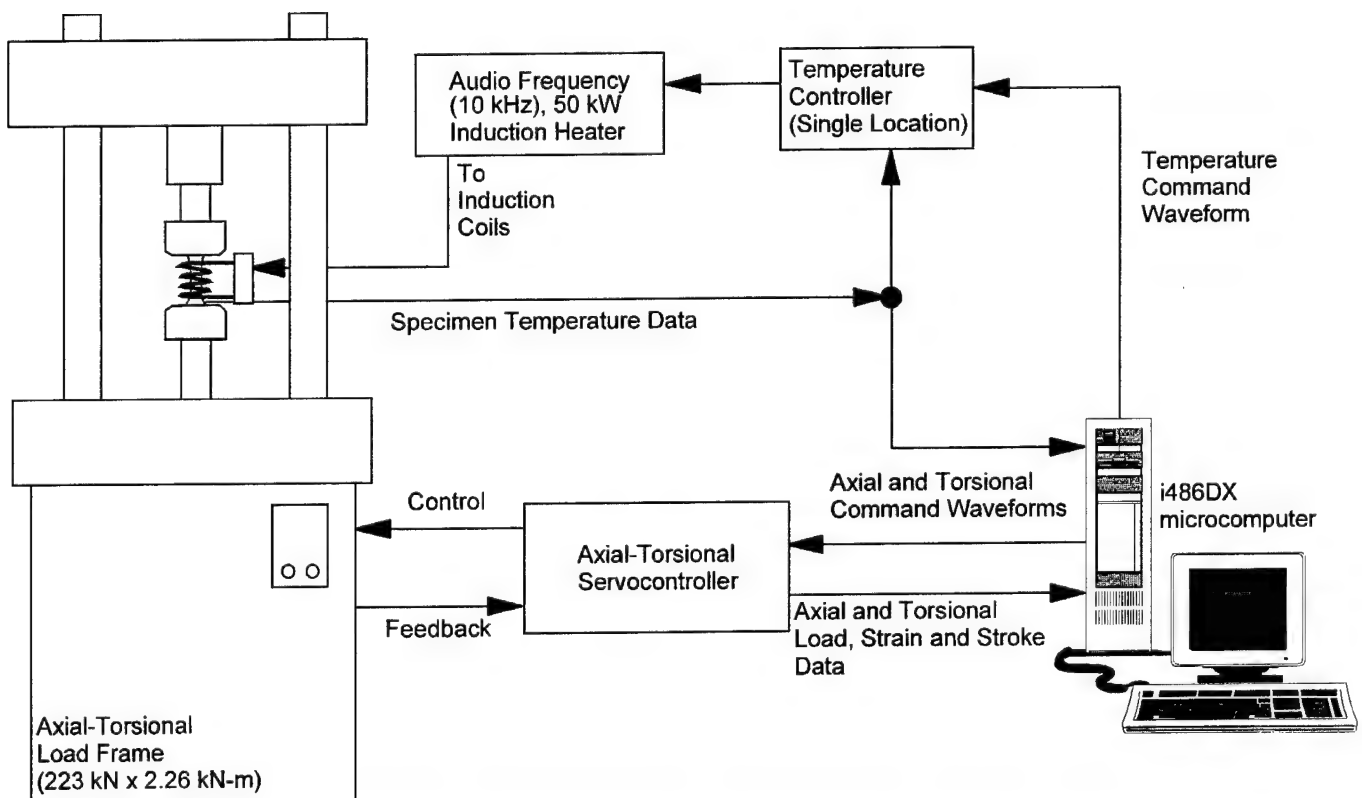 Audio Frequency
(10 kHz), 50 kW
Induction Heater
Temperature
Controller
(Single Location)
To
Induction
Coils
Temperature
Command
Waveform
Specimen Temperature Data
Axial and Torsional
Command Waveforms
i486DX
microcomputer
Control
Axial-Torsional
Servocontroller
Feedback
Axial and Torsional
Load, Strain and Stroke
Data
Axial-Torsional
Load Frame
(223 kN x 2.26 kN-m)